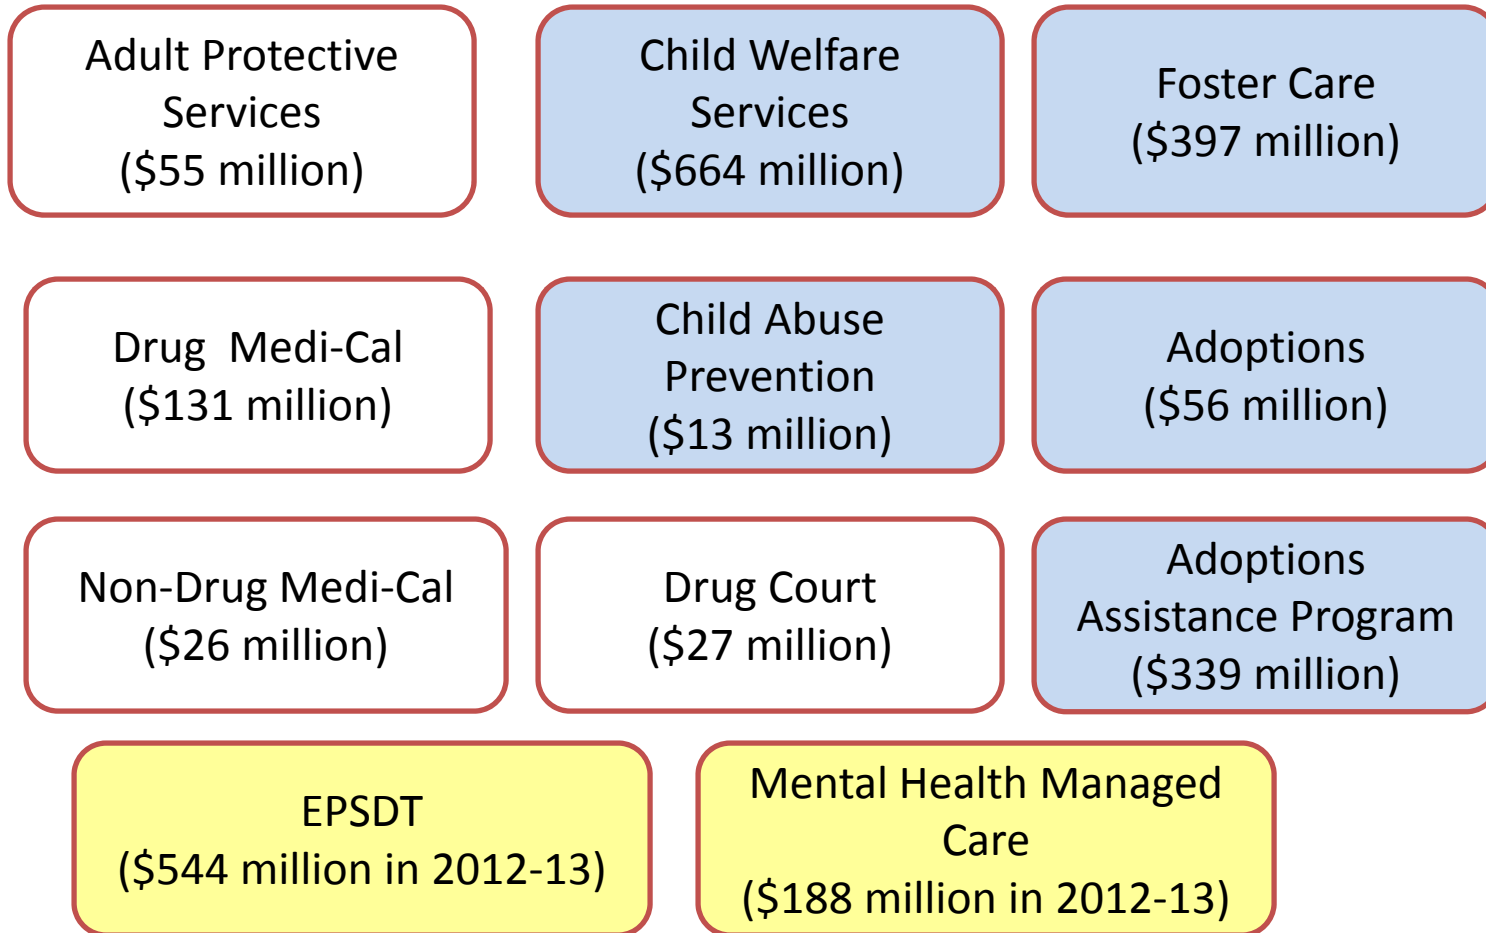 Adult Protective
Services
($55 million)
Child Welfare
Services
($664 million)
Foster Care
($397 million)
Drug  Medi-Cal
($131 million)
Child Abuse
Prevention
($13 million)
Adoptions
($56 million)
Non-Drug Medi-Cal
($26 million)
Drug Court
($27 million)
Adoptions
Assistance Program
($339 million)
EPSDT
($544 million in 2012-13)
Mental Health Managed
Care
($188 million in 2012-13)